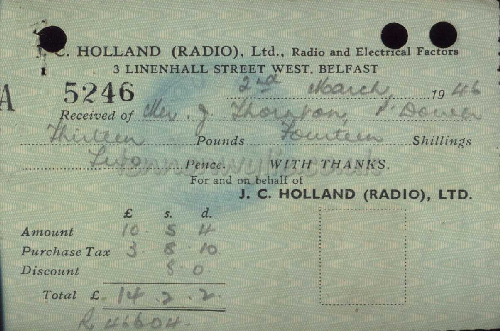 J. C. HOLLAND (RADIO), Ltd., Radio and Electrical Factors
3 LINENHALL STREET WEST, BELFAST
A
5246 2nd March 1946
Received of Mr. J. Thornton,
Thirteen Pounds Fourteen Shillings
Two Pence. WITH THANKS
For and on behalf of
J. C. HOLLAND (RADIO), LTD.
£ s. d.
Amount 10 5 4
Purchase Tax 3 8 10
Discount 8 0
Total £ 14 2 2
R 46604